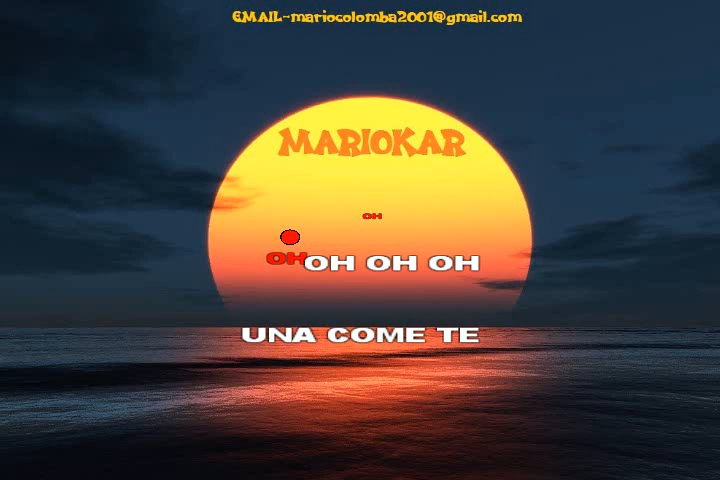 EMAIL-mariocolomba2001@gmail.com
MARIOKAR
OH
OH OH OH OH
UNA COME TE